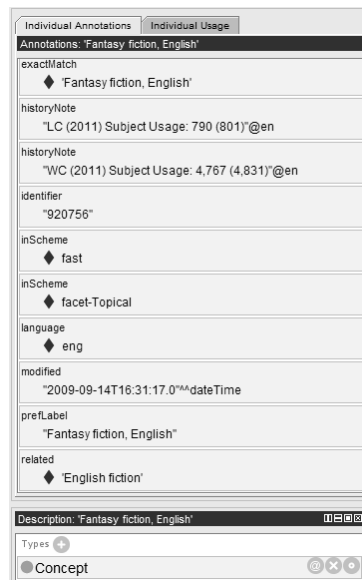 Individual Annotations Individual Usage
Annotations: 'Fantasy fiction, English'
exactMatch
'Fantasy fiction, English'
historyNote
"LC (2011) Subject Usage: 790 (801)"@en
historyNote
"WC (2011) Subject Usage: 4,767 (4,831)"@en
identifier
"920756"
inScheme
fast
inScheme
facet-Topical
language
eng
modified
"2009-09-14T16:31:17.0"^^dateTime
prefLabel
"Fantasy fiction, English"
related
'English fiction'
Description: 'Fantasy fiction, English'
Types
Concept